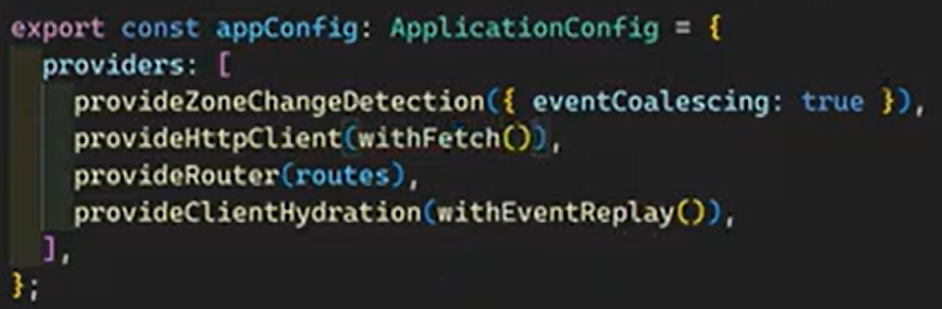 export const appConfig: ApplicationConfig = {
  providers: [
    provideZoneChangeDetection({ eventCoalescing: true }),
    provideHttpClient(withFetch()),
    provideRouter(routes),
    provideClientHydration(withEventReplay()),
  ],
};